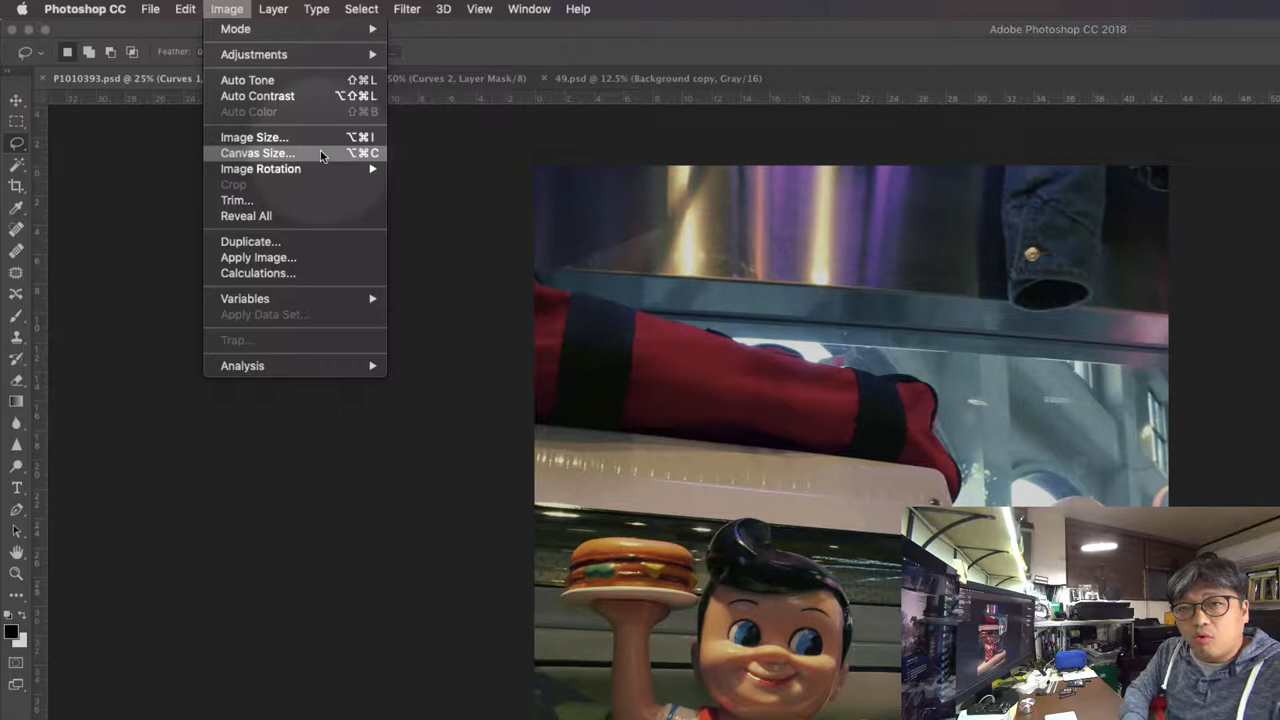 Photoshop CC File Edit Image Layer Type Select Filter 3D View Window Help
Adobe Photoshop CC 2018
Feather: 0
P1010393.psd @ 25% (Curves 1, 50% (Curves 2, Layer Mask/8) × 49.psd @ 12.5% (Background copy, Gray/16)
Mode
Adjustments
Auto Tone ⇧⌘L
Auto Contrast ⌥⇧⌘L
Auto Color ⇧⌘B
Image Size... ⌥⌘I
Canvas Size... ⌥⌘C
Image Rotation
Crop
Trim...
Reveal All
Duplicate...
Apply Image...
Calculations...
Variables
Apply Data Set...
Trap...
Analysis